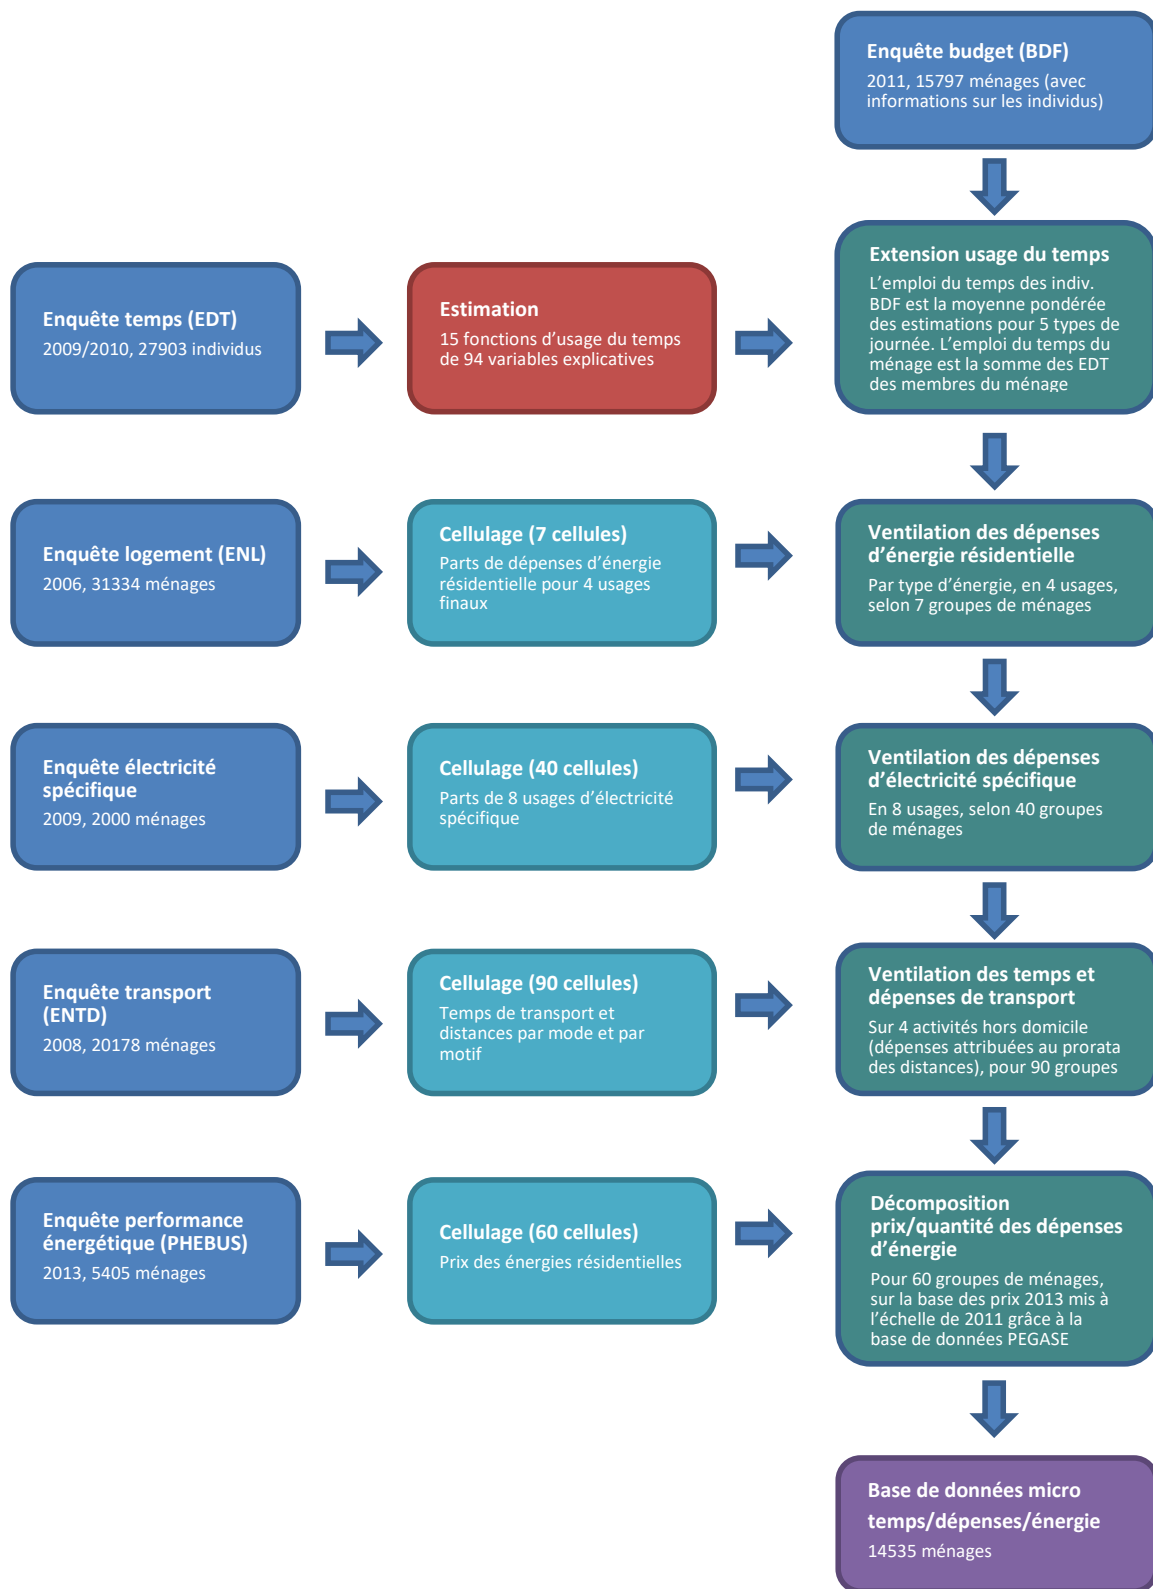 Enquête budget (BDF)
2011, 15797 ménages (avec
informations sur les individus)
Enquête temps (EDT)
2009/2010, 27903 individus
Estimation
15 fonctions d’usage du temps
de 94 variables explicatives
Extension usage du temps
L’emploi du temps des indiv.
BDF est la moyenne pondérée
des estimations pour 5 types de
journée. L’emploi du temps du
ménage est la somme des EDT
des membres du ménage
Enquête logement (ENL)
2006, 31334 ménages
Cellulage (7 cellules)
Parts de dépenses d’énergie
résidentielle pour 4 usages
finaux
Ventilation des dépenses
d’énergie résidentielle
Par type d’énergie, en 4 usages,
selon 7 groupes de ménages
Enquête électricité
spécifique
2009, 2000 ménages
Cellulage (40 cellules)
Parts de 8 usages d’électricité
spécifique
Ventilation des dépenses
d’électricité spécifique
En 8 usages, selon 40 groupes
de ménages
Enquête transport
(ENTD)
2008, 20178 ménages
Cellulage (90 cellules)
Temps de transport et
distances par mode et par
motif
Ventilation des temps et
dépenses de transport
Sur 4 activités hors domicile
(dépenses attribuées au prorata
des distances), pour 90 groupes
Enquête performance
énergétique (PHEBUS)
2013, 5405 ménages
Cellulage (60 cellules)
Prix des énergies résidentielles
Décomposition
prix/quantité des dépenses
d’énergie
Pour 60 groupes de ménages,
sur la base des prix 2013 mis à
l’échelle de 2011 grâce à la
base de données PEGASE
Base de données micro
temps/dépenses/énergie
14535 ménages